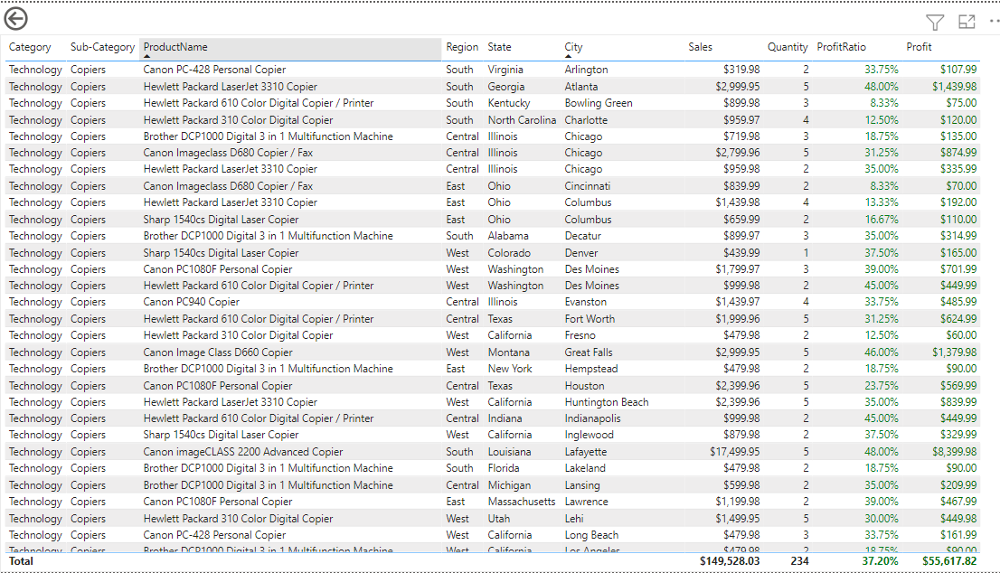 Category Sub-Category ProductName Region State City Sales Quantity ProfitRatio Profit
Technology Copiers Canon PC-428 Personal Copier South Virginia Arlington $319.98 2 33.75% $107.99
Technology Copiers Hewlett Packard LaserJet 3310 Copier South Georgia Atlanta $2,999.95 5 48.00% $1,439.98
Technology Copiers Hewlett Packard 610 Color Digital Copier / Printer South Kentucky Bowling Green $899.98 3 8.33% $75.00
Technology Copiers Hewlett Packard 310 Color Digital Copier South North Carolina Charlotte $959.97 4 12.50% $120.00
Technology Copiers Brother DCP1000 Digital 3 in 1 Multifunction Machine Central Illinois Chicago $719.98 3 18.75% $135.00
Technology Copiers Canon Imageclass D680 Copier / Fax Central Illinois Chicago $2,799.96 5 31.25% $874.99
Technology Copiers Hewlett Packard LaserJet 3310 Copier Central Illinois Chicago $959.98 2 35.00% $335.99
Technology Copiers Canon Imageclass D680 Copier / Fax East Ohio Cincinnati $839.99 2 8.33% $70.00
Technology Copiers Hewlett Packard LaserJet 3310 Copier East Ohio Columbus $1,439.98 4 13.33% $192.00
Technology Copiers Sharp 1540cs Digital Laser Copier East Ohio Columbus $659.99 2 16.67% $110.00
Technology Copiers Brother DCP1000 Digital 3 in 1 Multifunction Machine South Alabama Decatur $899.97 3 35.00% $314.99
Technology Copiers Sharp 1540cs Digital Laser Copier West Colorado Denver $439.99 1 37.50% $165.00
Technology Copiers Canon PC1080F Personal Copier West Washington Des Moines $1,799.97 3 39.00% $701.99
Technology Copiers Hewlett Packard 610 Color Digital Copier / Printer West Washington Des Moines $999.98 2 45.00% $449.99
Technology Copiers Canon PC940 Copier Central Illinois Evanston $1,439.97 4 33.75% $485.99
Technology Copiers Hewlett Packard 610 Color Digital Copier / Printer Central Texas Fort Worth $1,999.96 5 31.25% $624.99
Technology Copiers Hewlett Packard 310 Color Digital Copier West California Fresno $479.98 2 12.50% $60.00
Technology Copiers Canon Image Class D660 Copier West Montana Great Falls $2,999.95 5 46.00% $1,379.98
Technology Copiers Brother DCP1000 Digital 3 in 1 Multifunction Machine East New York Hempstead $479.98 2 18.75% $90.00
Technology Copiers Canon PC1080F Personal Copier Central Texas Houston $2,399.96 5 23.75% $569.99
Technology Copiers Hewlett Packard LaserJet 3310 Copier West California Huntington Beach $2,399.96 5 35.00% $839.99
Technology Copiers Hewlett Packard 610 Color Digital Copier / Printer Central Indiana Indianapolis $999.98 2 45.00% $449.99
Technology Copiers Sharp 1540cs Digital Laser Copier West California Inglewood $879.98 2 37.50% $329.99
Technology Copiers Canon imageCLASS 2200 Advanced Copier South Louisiana Lafayette $17,499.95 5 48.00% $8,399.98
Technology Copiers Brother DCP1000 Digital 3 in 1 Multifunction Machine South Florida Lakeland $479.98 2 18.75% $90.00
Technology Copiers Brother DCP1000 Digital 3 in 1 Multifunction Machine Central Michigan Lansing $599.98 2 35.00% $209.99
Technology Copiers Canon PC1080F Personal Copier East Massachusetts Lawrence $1,199.98 2 39.00% $467.99
Technology Copiers Hewlett Packard 310 Color Digital Copier West Utah Lehi $1,499.95 5 30.00% $449.98
Technology Copiers Canon PC-428 Personal Copier West California Long Beach $479.98 3 33.75% $161.99
Technology Copiers Brother DCP1000 Digital 3 in 1 Multifunction Machine West California Los Angeles $479.98 2 18.75% $90.00
Total $149,528.03 234 37.20% $55,617.82